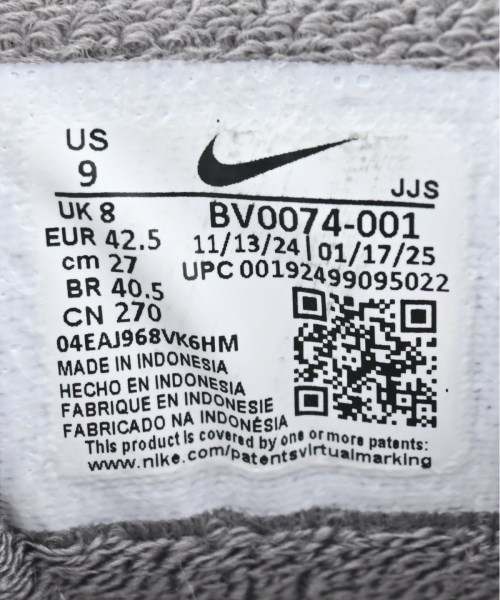 US
9
JJS
UK 8
BV0074-001
EUR 42.5
11/13/24 | 01/17/25
cm 27
UPC 00192499095022
BR 40.5
CN 270
04EAJ968VK6HM
MADE IN INDONESIA
HECHO EN INDONESIA
FABRIQUE EN INDONESIE
FABRICADO NA INDONÉSIA
This product is covered by one or more patents:
www.nike.com/patentsvirtualmarking